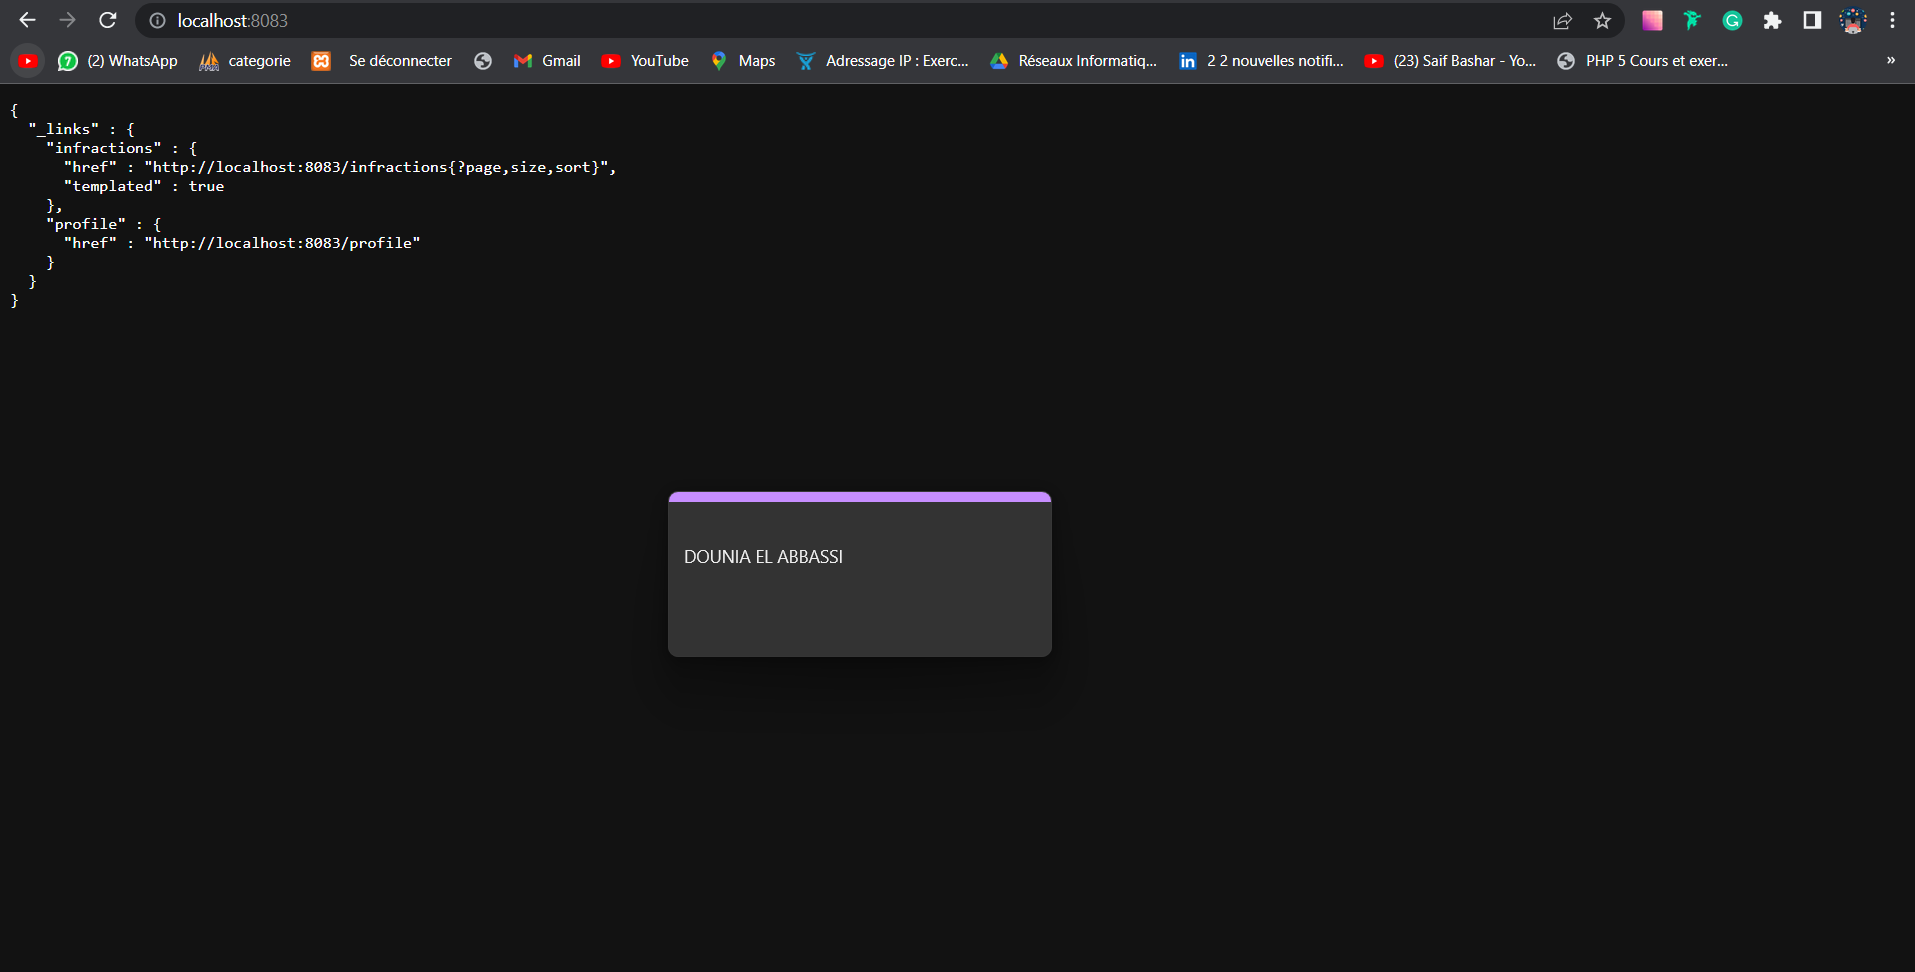 localhost:8083
(2) WhatsApp
categorie
Se déconnecter
Gmail
YouTube
Maps
Adressage IP : Exerc...
Réseaux Informatiq...
2 2 nouvelles notifi...
(23) Saif Bashar - Yo...
PHP 5 Cours et exer...
»
{
  "_links" : {
    "infractions" : {
      "href" : "http://localhost:8083/infractions{?page,size,sort}",
      "templated" : true
    },
    "profile" : {
      "href" : "http://localhost:8083/profile"
    }
  }
}
DOUNIA EL ABBASSI